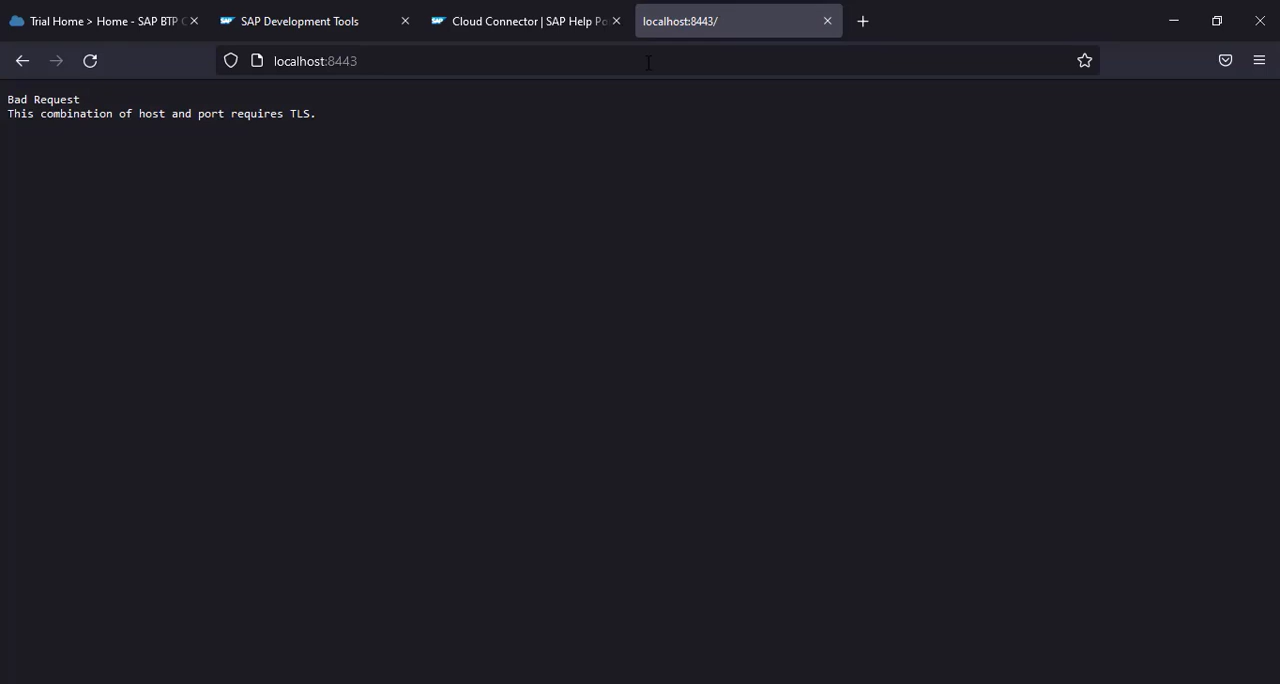 Trial Home > Home - SAP BTP C
SAP Development Tools
Cloud Connector | SAP Help Po
localhost:8443/
localhost:8443
Bad Request
This combination of host and port requires TLS.